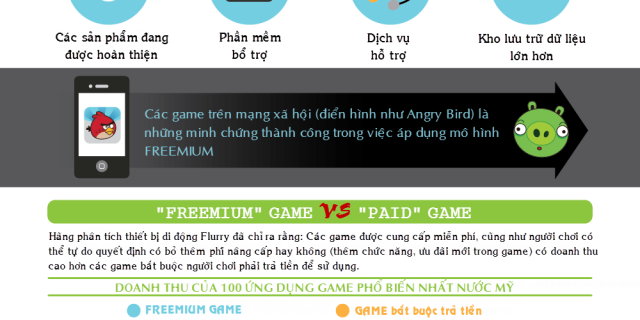 Các sản phẩm đang
được hoàn thiện
Phần mềm
bổ trợ
Dịch vụ
hỗ trợ
Kho lưu trữ dữ liệu
lớn hơn
Các game trên mạng xã hội (điển hình như Angry Bird) là
những minh chứng thành công trong việc áp dụng mô hình
FREEMIUM
"FREEMIUM" GAME VS "PAID" GAME
Hãng phân tích thiết bị di động Flurry đã chỉ ra rằng: Các game được cung cấp miễn phí, cũng như người chơi có
thể tự do quyết định có bỏ thêm phí nâng cấp hay không (thêm chức năng, ưu đãi mới trong game) có doanh thu
cao hơn các game bắt buộc người chơi phải trả tiền để sử dụng.
DOANH THU CỦA 100 ỨNG DỤNG GAME PHỔ BIẾN NHẤT NƯỚC MỸ
FREEMIUM GAME
GAME bắt buộc trả tiền